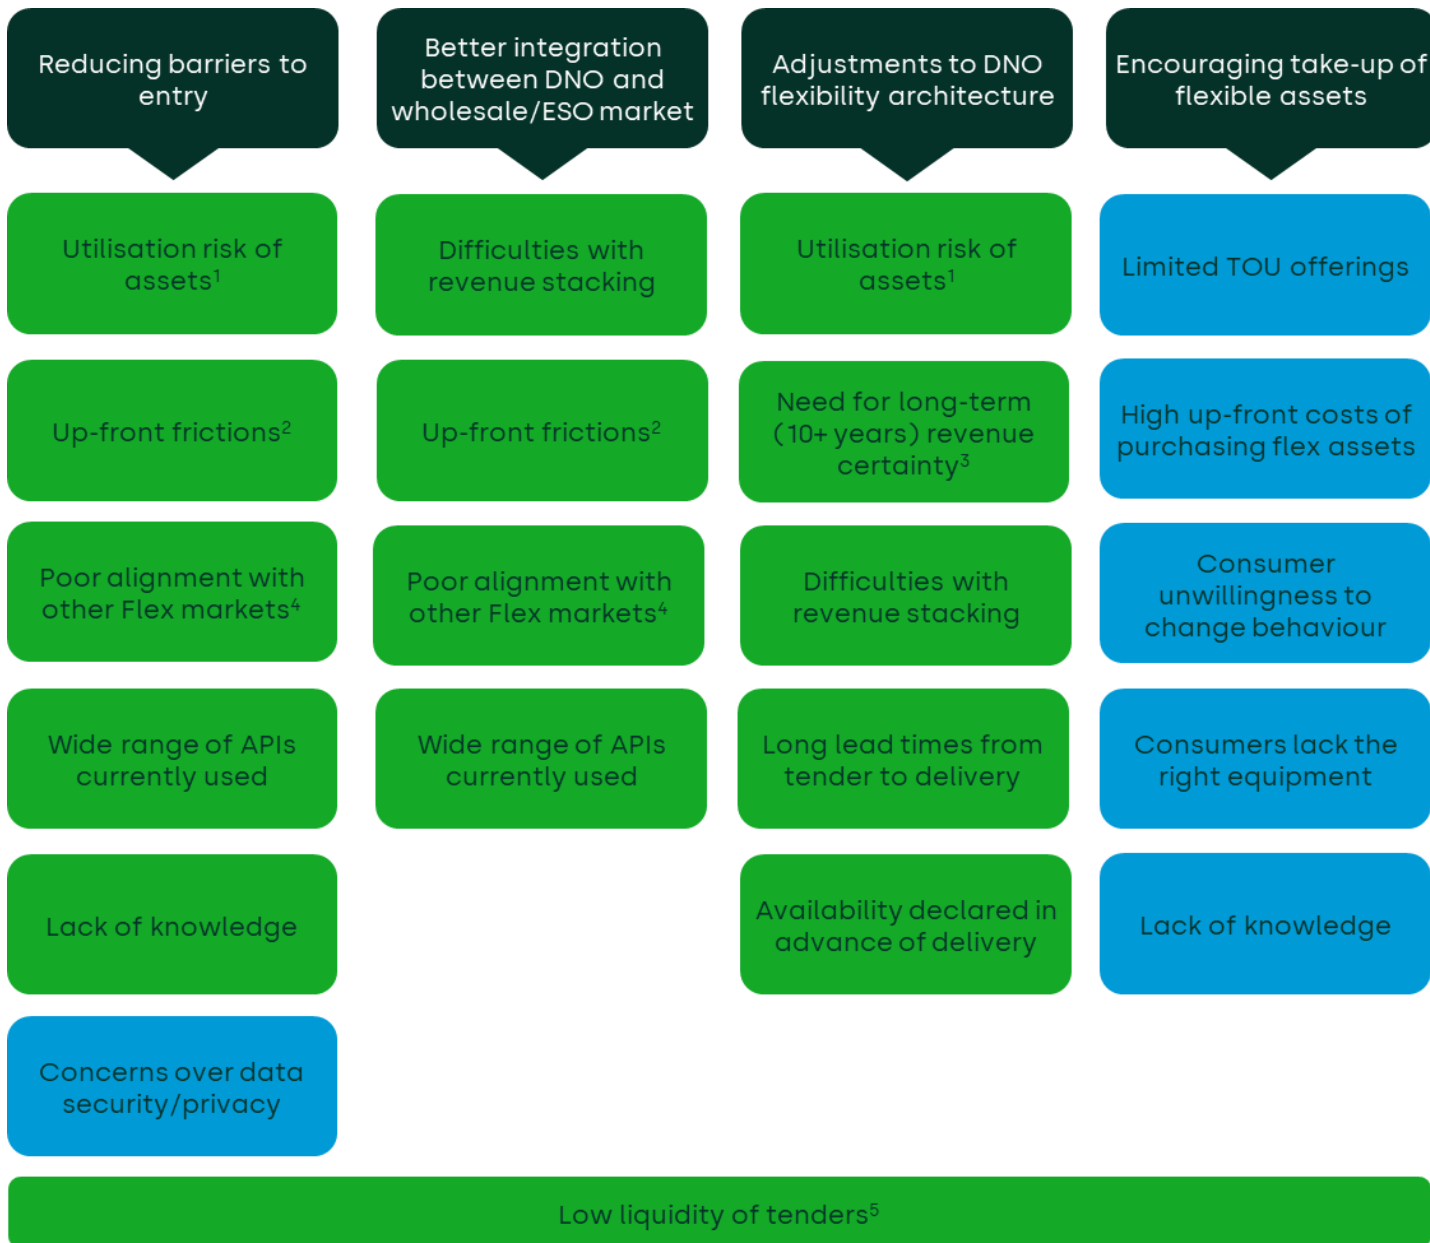 Reducing barriers to
entry
Utilisation risk of
assets¹
Up-front frictions²
Poor alignment with
other Flex markets⁴
Wide range of APIs
currently used
Lack of knowledge
Concerns over data
security/privacy
Better integration
between DNO and
wholesale/ESO market
Difficulties with
revenue stacking
Up-front frictions²
Poor alignment with
other Flex markets⁴
Wide range of APIs
currently used
Adjustments to DNO
flexibility architecture
Utilisation risk of
assets¹
Need for long-term
(10+ years) revenue
certainty³
Difficulties with
revenue stacking
Long lead times from
tender to delivery
Availability declared in
advance of delivery
Encouraging take-up of
flexible assets
Limited TOU offerings
High up-front costs of
purchasing flex assets
Consumer
unwillingness to
change behaviour
Consumers lack the
right equipment
Lack of knowledge
Low liquidity of tenders⁵